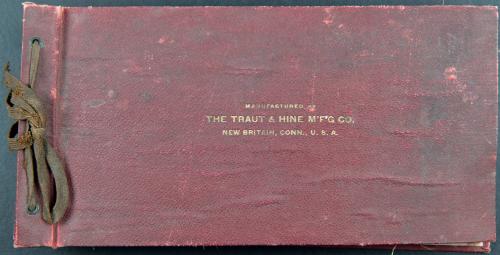 MANUFACTURED BY
THE TRAUT & HINE M'F'G CO.
NEW BRITAIN, CONN., U. S. A.